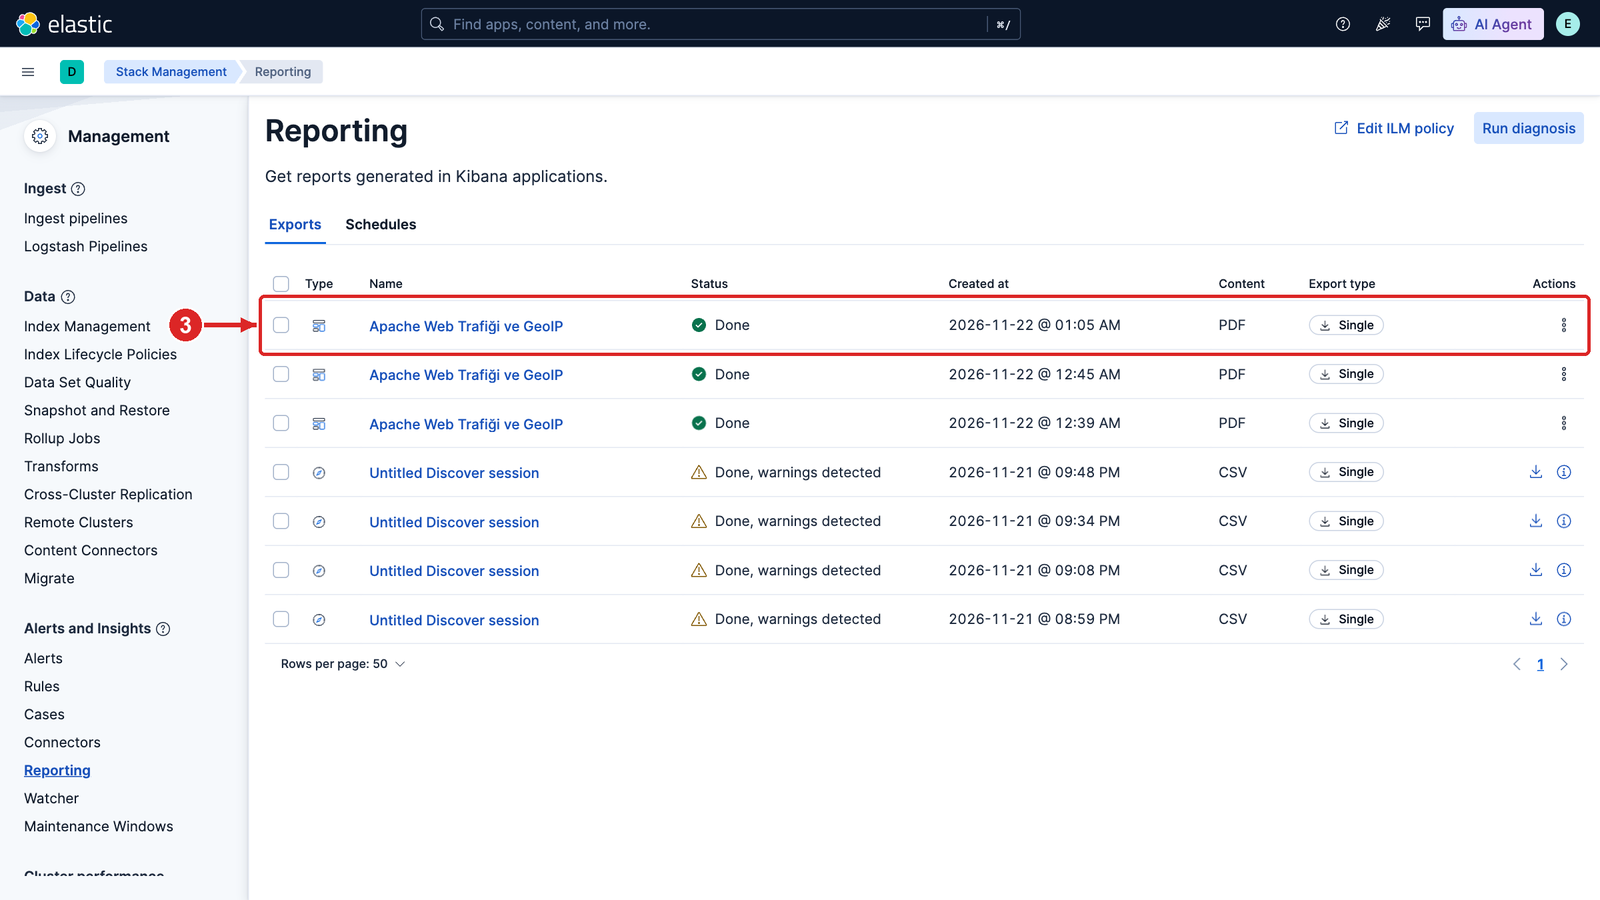 elastic
Find apps, content, and more.
⌘/
AI Agent
E
D
Stack Management
Reporting
Management
Ingest
Ingest pipelines
Logstash Pipelines
Data
Index Management
Index Lifecycle Policies
Data Set Quality
Snapshot and Restore
Rollup Jobs
Transforms
Cross-Cluster Replication
Remote Clusters
Content Connectors
Migrate
Alerts and Insights
Alerts
Rules
Cases
Connectors
Reporting
Watcher
Maintenance Windows
Cluster performance
3
Reporting
Edit ILM policy
Run diagnosis
Get reports generated in Kibana applications.
Exports Schedules
Type Name Status Created at Content Export type Actions
Apache Web Trafiği ve GeoIP Done 2026-11-22 @ 01:05 AM PDF Single
Apache Web Trafiği ve GeoIP Done 2026-11-22 @ 12:45 AM PDF Single
Apache Web Trafiği ve GeoIP Done 2026-11-22 @ 12:39 AM PDF Single
Untitled Discover session Done, warnings detected 2026-11-21 @ 09:48 PM CSV Single
Untitled Discover session Done, warnings detected 2026-11-21 @ 09:34 PM CSV Single
Untitled Discover session Done, warnings detected 2026-11-21 @ 09:08 PM CSV Single
Untitled Discover session Done, warnings detected 2026-11-21 @ 08:59 PM CSV Single
Rows per page: 50
1